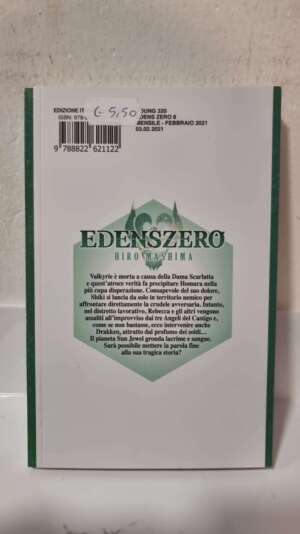 EDIZIONE IT
ISBN: 978-
€ 5,50
YOUNG 320
EDENS ZERO 8
MENSILE - FEBBRAIO 2021
03.02.2021
9 788822 621122
EDENSZERO
HIRO MASHIMA
Valkyrie è morta a causa della Dama Scarlatta
e quest'atroce verità fa precipitare Homura nella
più cupa disperazione. Consapevole del suo dolore,
Shiki si lancia da solo in territorio nemico per
affrontare direttamente la crudele avversaria. Intanto,
nel distretto lavorativo, Rebecca e gli altri vengono
assaliti all'improvviso dai tre Angeli del Castigo e,
come se non bastasse, ecco intervenire anche
Drakken, attratto dal profumo dei soldi...
Il pianeta Sun Jewel gronda lacrime e sangue.
Sarà possibile mettere la parola fine
alla sua tragica storia?